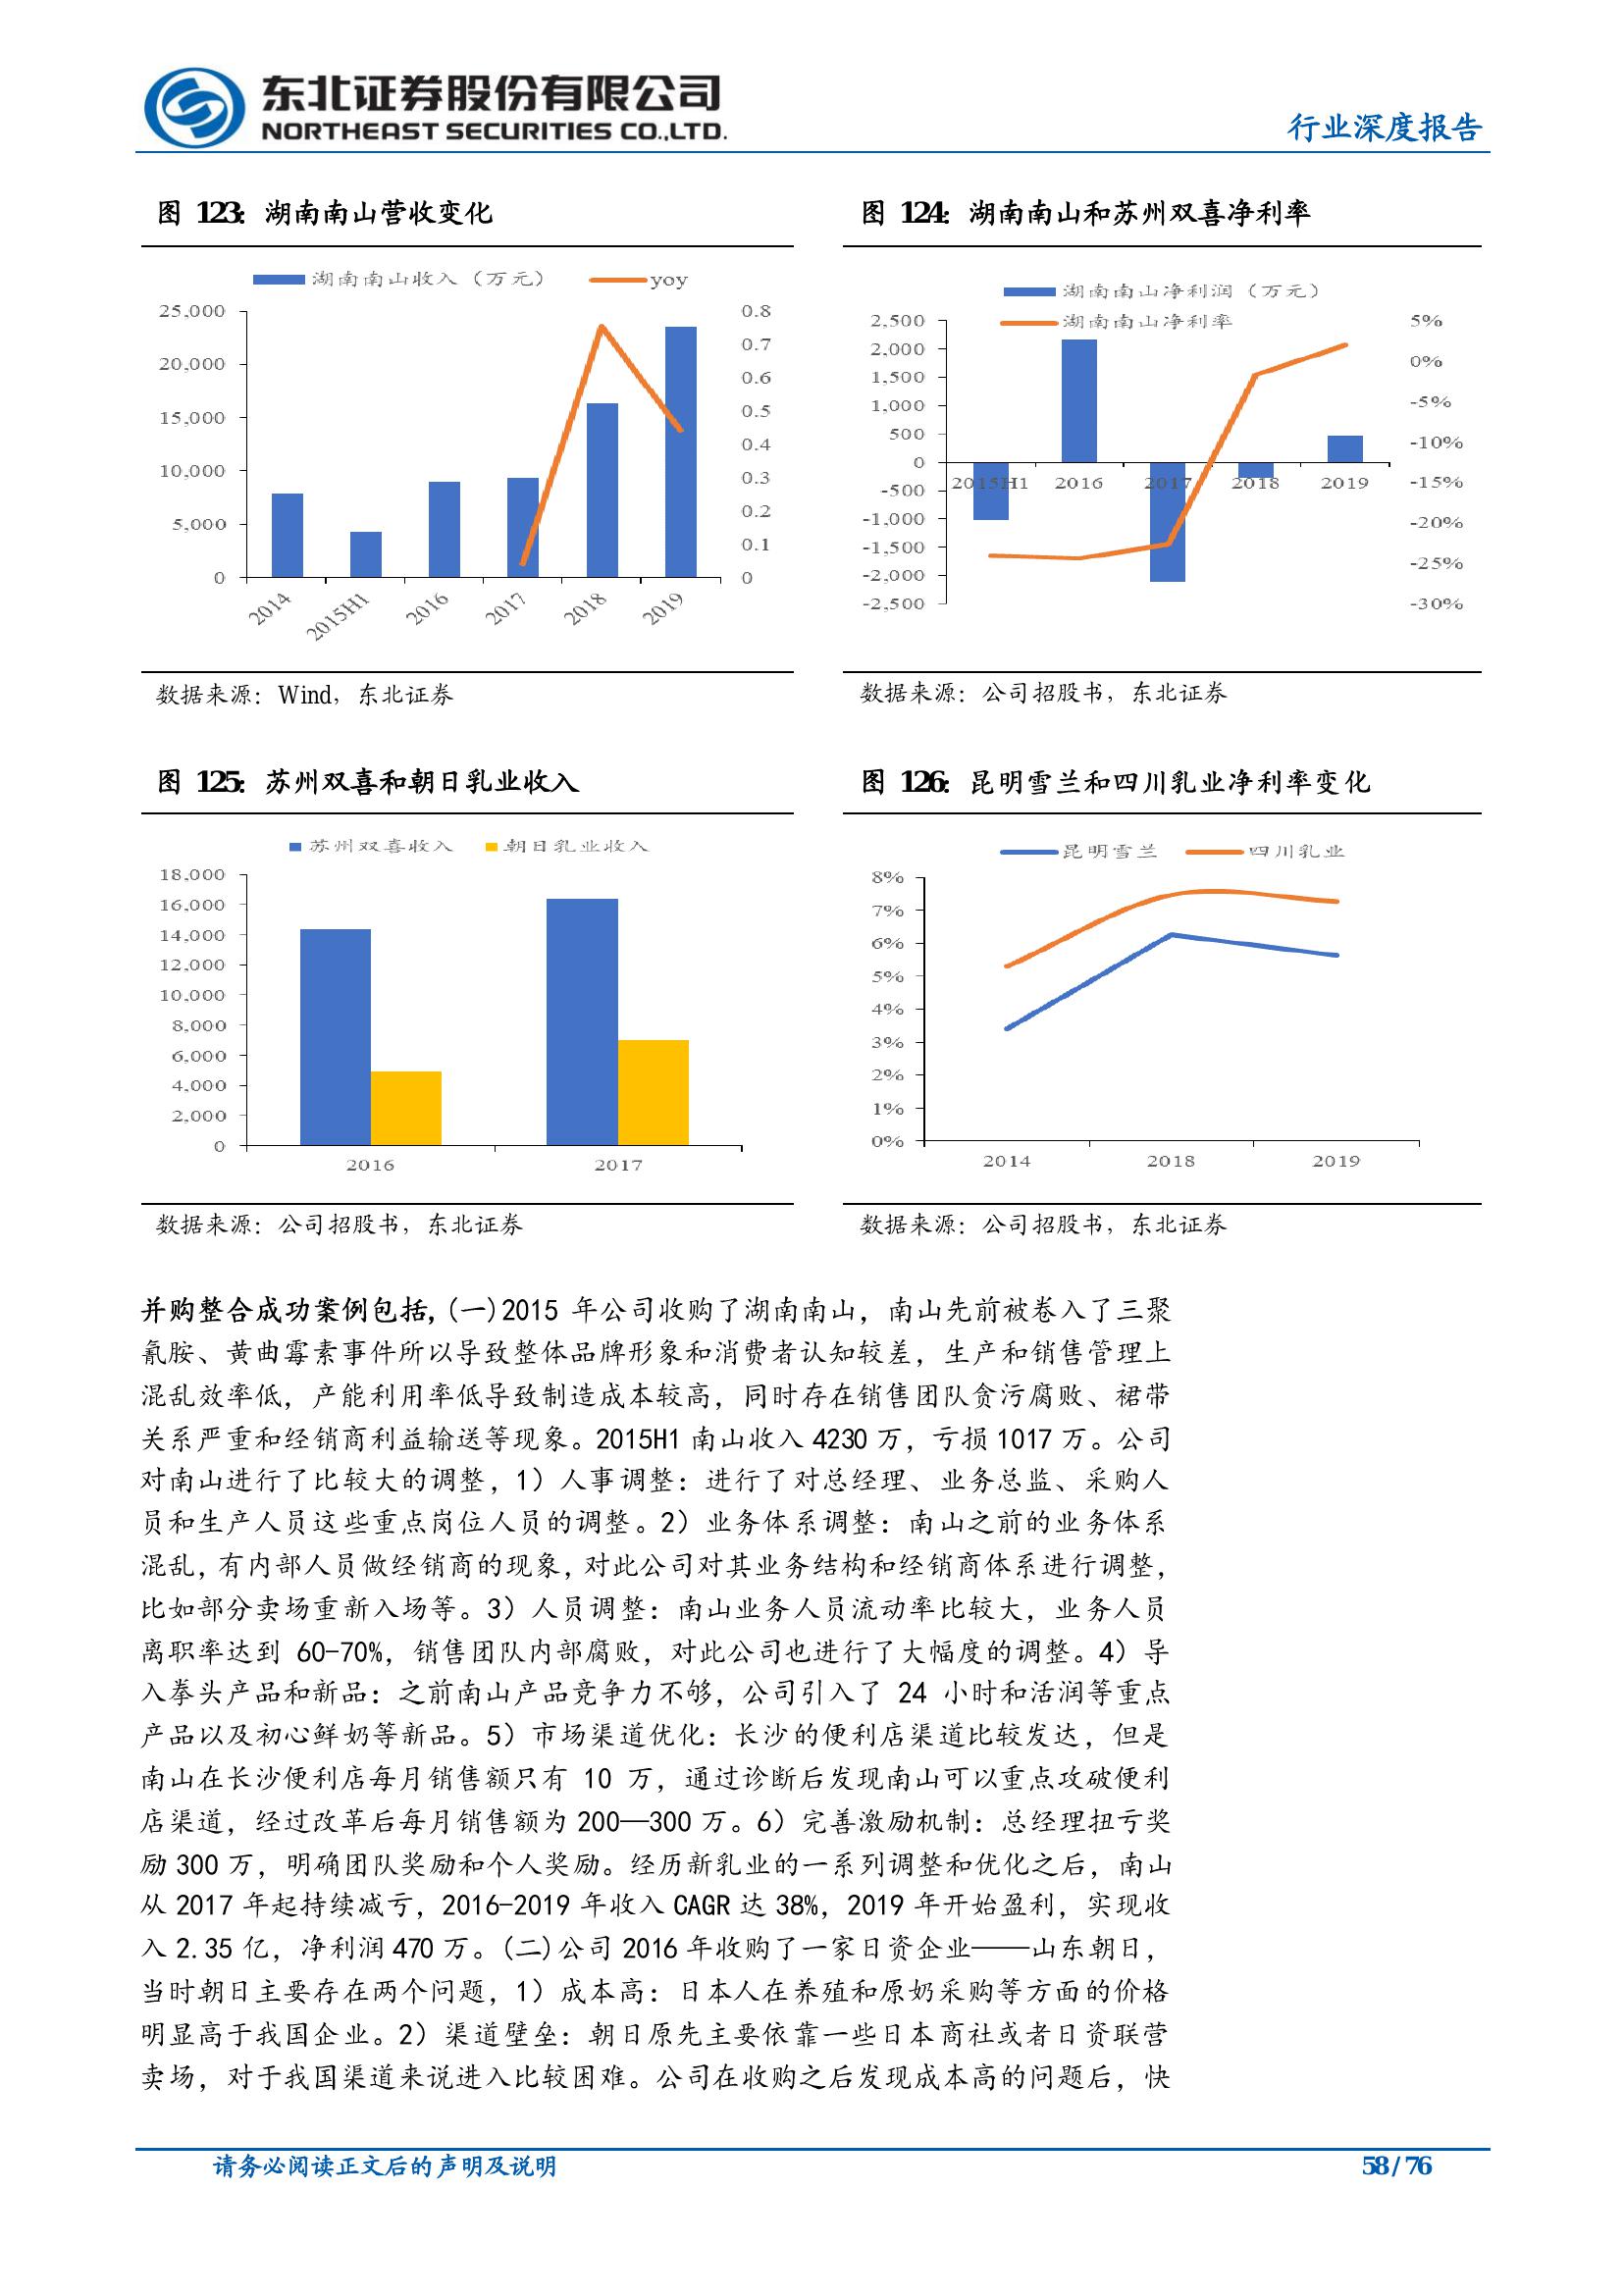 东北证券股份有限公司
NORTHEAST SECURITIES CO.,LTD.
行业深度报告
图 123: 湖南南山营收变化
湖南南山收入（万元） yoy
25,000
20,000
15,000
10,000
5,000
0
0.8
0.7
0.6
0.5
0.4
0.3
0.2
0.1
0
2014 2015H1 2016 2017 2018 2019
数据来源：Wind，东北证券
图 124: 湖南南山和苏州双喜净利率
湖南南山净利润（万元）
湖南南山净利率
2,500
2,000
1,500
1,000
500
0
-500
-1,000
-1,500
-2,000
-2,500
5%
0%
-5%
-10%
-15%
-20%
-25%
-30%
2015H1 2016 2017 2018 2019
数据来源：公司招股书，东北证券
图 125: 苏州双喜和朝日乳业收入
苏州双喜收入 朝日乳业收入
18,000
16,000
14,000
12,000
10,000
8,000
6,000
4,000
2,000
0
2016 2017
数据来源：公司招股书，东北证券
图 126: 昆明雪兰和四川乳业净利率变化
昆明雪兰 四川乳业
8%
7%
6%
5%
4%
3%
2%
1%
0%
2014 2018 2019
数据来源：公司招股书，东北证券
并购整合成功案例包括,(一)2015 年公司收购了湖南南山，南山先前被卷入了三聚
氰胺、黄曲霉素事件所以导致整体品牌形象和消费者认知较差，生产和销售管理上
混乱效率低，产能利用率低导致制造成本较高，同时存在销售团队贪污腐败、裙带
关系严重和经销商利益输送等现象。2015H1 南山收入 4230 万，亏损 1017 万。公司
对南山进行了比较大的调整，1）人事调整：进行了对总经理、业务总监、采购人
员和生产人员这些重点岗位人员的调整。2）业务体系调整：南山之前的业务体系
混乱，有内部人员做经销商的现象，对此公司对其业务结构和经销商体系进行调整，
比如部分卖场重新入场等。3）人员调整：南山业务人员流动率比较大，业务人员
离职率达到 60-70%，销售团队内部腐败，对此公司也进行了大幅度的调整。4）导
入拳头产品和新品：之前南山产品竞争力不够，公司引入了 24 小时和活润等重点
产品以及初心鲜奶等新品。5）市场渠道优化：长沙的便利店渠道比较发达，但是
南山在长沙便利店每月销售额只有 10 万，通过诊断后发现南山可以重点攻破便利
店渠道，经过改革后每月销售额为 200—300 万。6）完善激励机制：总经理扭亏奖
励 300 万，明确团队奖励和个人奖励。经历新乳业的一系列调整和优化之后，南山
从 2017 年起持续减亏，2016-2019 年收入 CAGR 达 38%，2019 年开始盈利，实现收
入 2.35 亿，净利润 470 万。(二)公司 2016 年收购了一家日资企业——山东朝日，
当时朝日主要存在两个问题，1）成本高：日本人在养殖和原奶采购等方面的价格
明显高于我国企业。2）渠道壁垒：朝日原先主要依靠一些日本商社或者日资联营
卖场，对于我国渠道来说进入比较困难。公司在收购之后发现成本高的问题后，快
请务必阅读正文后的声明及说明
58 / 76